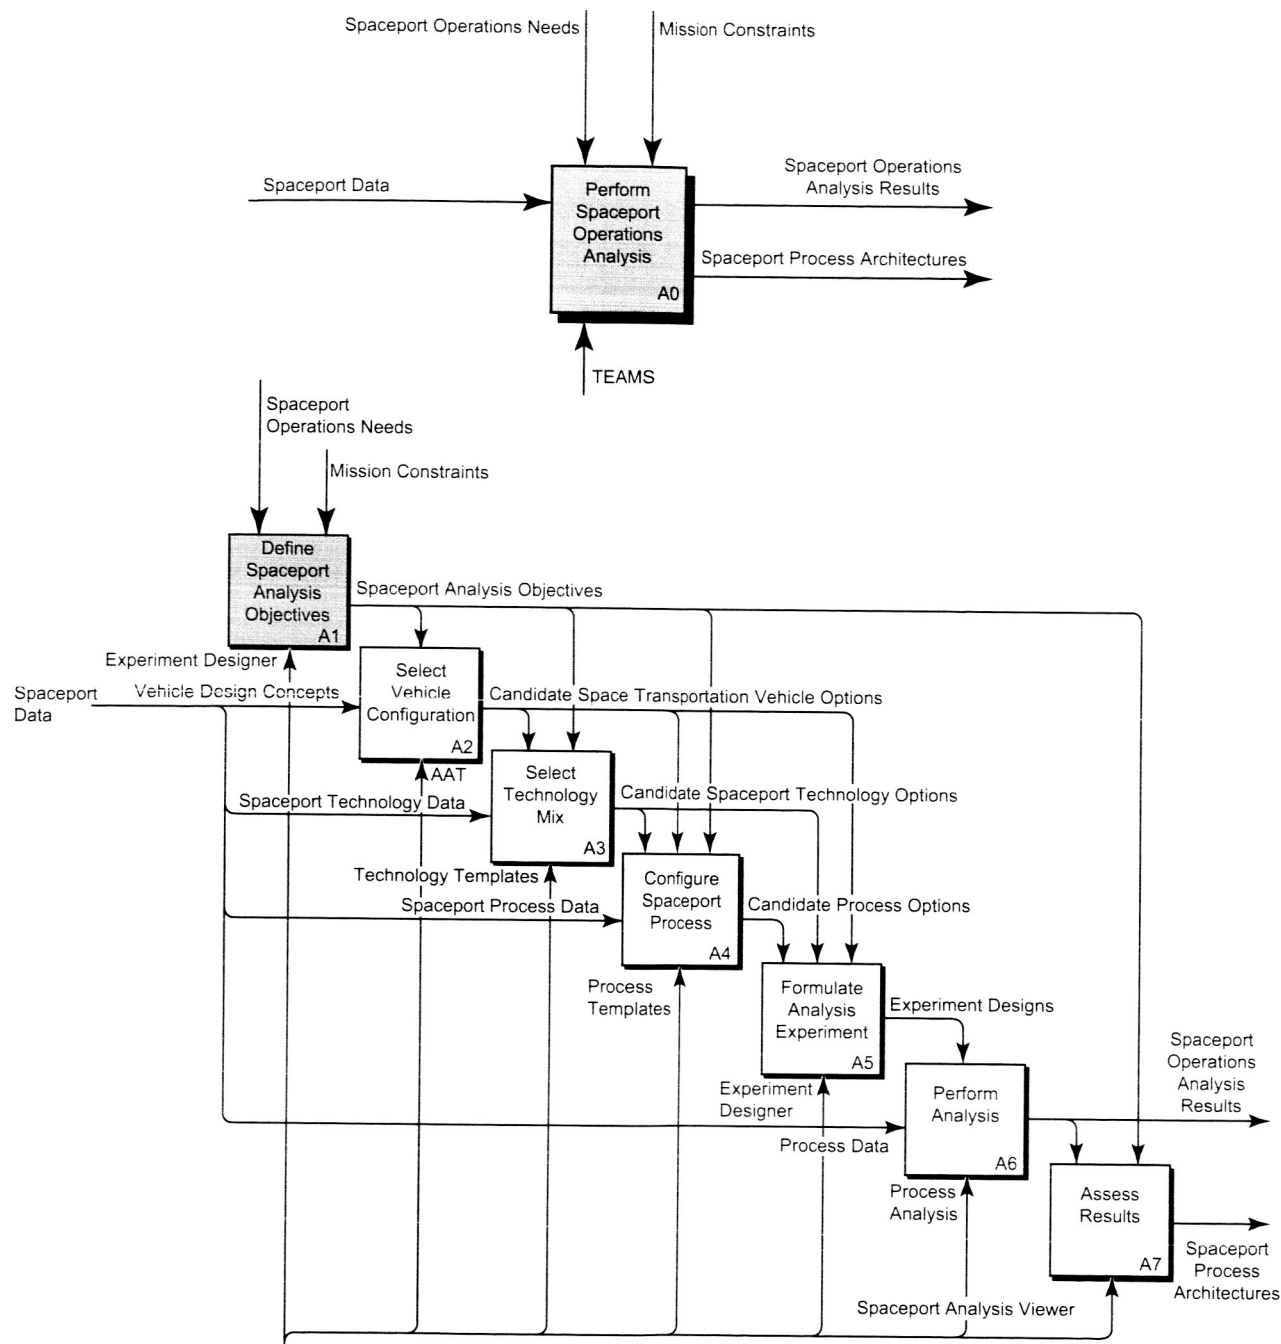 Spaceport Operations Needs
Mission Constraints
Spaceport Data
Perform
Spaceport
Operations
Analysis
A0
Spaceport Operations
Analysis Results
Spaceport Process Architectures
TEAMS
Spaceport
Operations Needs
Mission Constraints
Define
Spaceport
Analysis
Objectives
A1
Spaceport Analysis Objectives
Experiment Designer
Spaceport
Data
Vehicle Design Concepts
Select
Vehicle
Configuration
A2
Candidate Space Transportation Vehicle Options
AAT
Select
Technology
Mix
A3
Spaceport Technology Data
Candidate Spaceport Technology Options
Technology Templates
Configure
Spaceport
Process
A4
Spaceport Process Data
Candidate Process Options
Process
Templates
Formulate
Analysis
Experiment
A5
Experiment Designs
Experiment
Designer
Perform
Analysis
A6
Process Data
Spaceport
Operations
Analysis
Results
Process
Analysis
Assess
Results
A7
Spaceport
Process
Architectures
Spaceport Analysis Viewer